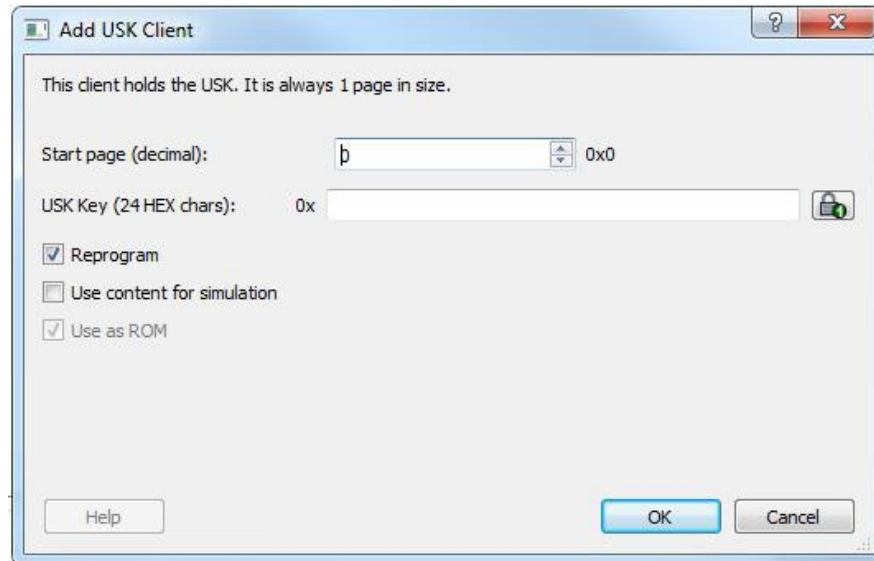 Add USK Client
This client holds the USK. It is always 1 page in size.
Start page (decimal): 0 0x0
USK Key (24 HEX chars): 0x
Reprogram
Use content for simulation
Use as ROM
Help OK Cancel